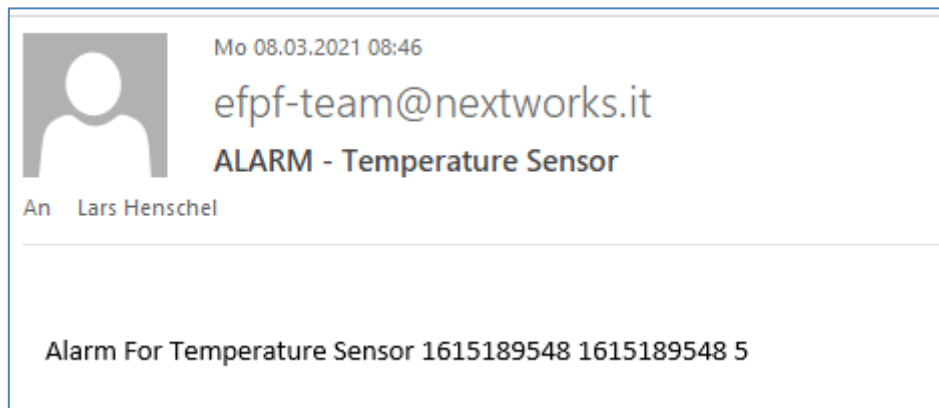 Mo 08.03.2021 08:46
efpf-team@nextworks.it
ALARM - Temperature Sensor
An Lars Henschel
Alarm For Temperature Sensor 1615189548 1615189548 5